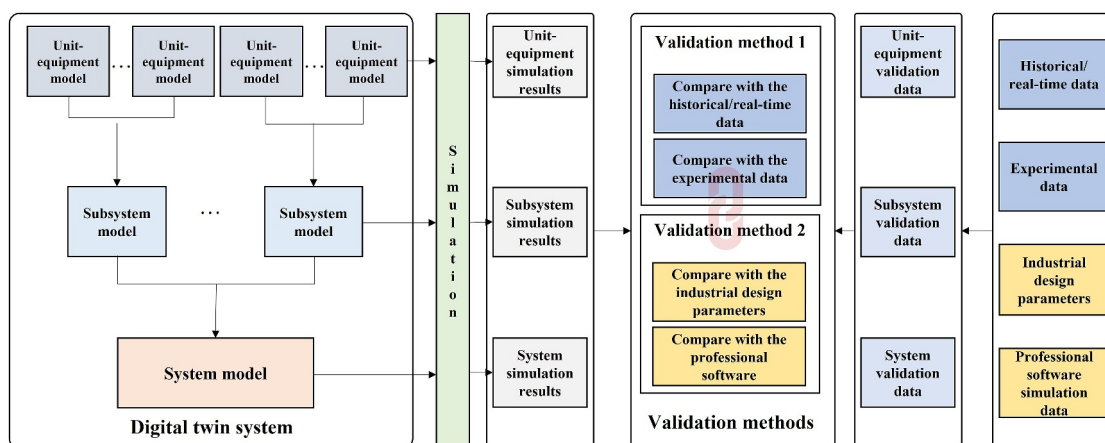 Unit-
equipment
model
...
Unit-
equipment
model
Unit-
equipment
model
...
Unit-
equipment
model
Subsystem
model
...
Subsystem
model
System model
Digital twin system
Simulation
Unit-
equipment
simulation
results
Subsystem
simulation
results
System
simulation
results
Validation method 1
Compare with the
historical/real-time
data
Compare with the
experimental data
Validation method 2
Compare with the
industrial design
parameters
Compare with the
professional
software
Validation methods
Unit-
equipment
validation
data
Subsystem
validation
data
System
validation
data
Historical/
real-time data
Experimental
data
Industrial
design
parameters
Professional
software
simulation
data